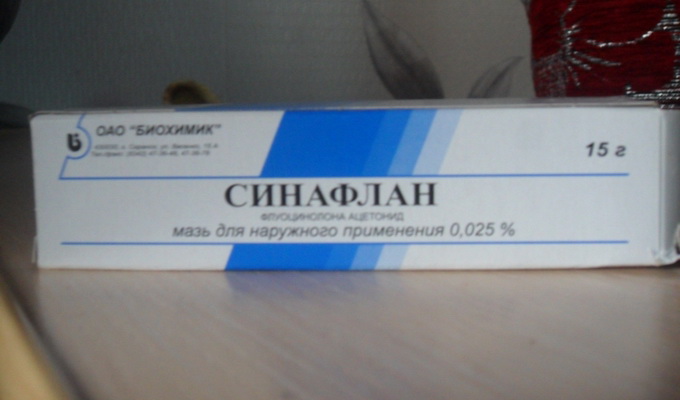 ОАО "БИОХИМИК"
15 г
СИНАФЛАН
ФЛУОЦИНОЛОНА АЦЕТОНИД
мазь для наружного применения 0,025 %